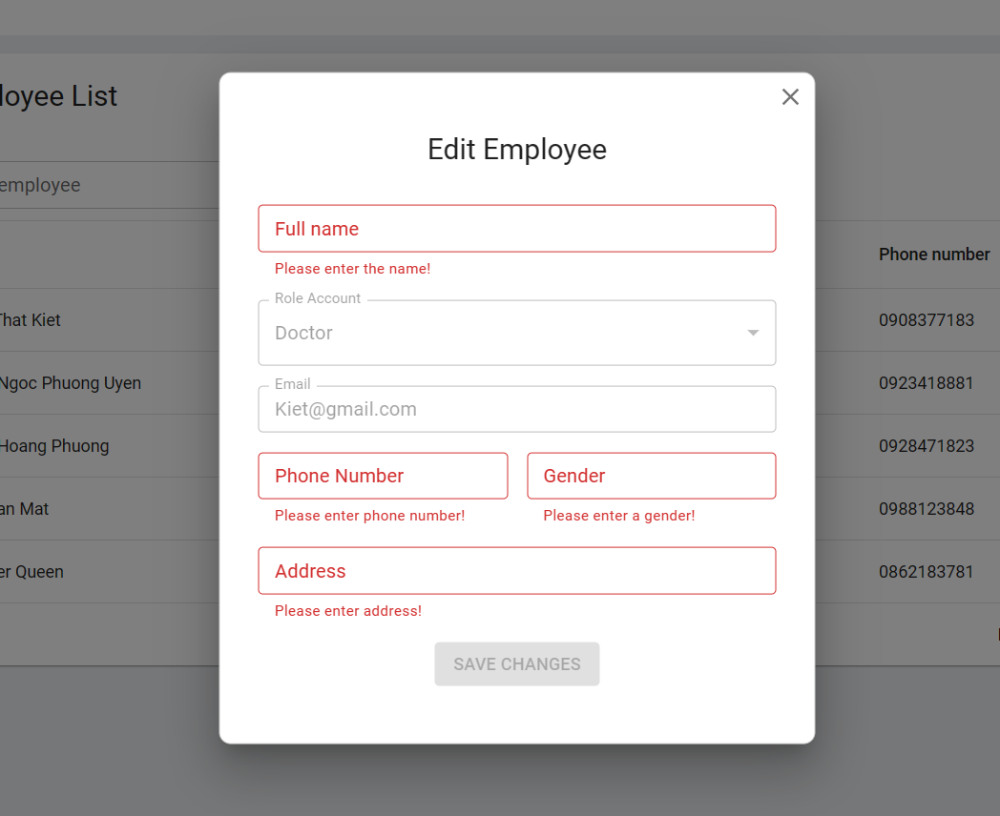 loyee List
employee
Phone number
That Kiet
0908377183
Ngoc Phuong Uyen
0923418881
Hoang Phuong
0928471823
an Mat
0988123848
er Queen
0862183781
Edit Employee
Full name
Please enter the name!
Role Account
Doctor
Email
Kiet@gmail.com
Phone Number Gender
Please enter phone number! Please enter a gender!
Address
Please enter address!
SAVE CHANGES